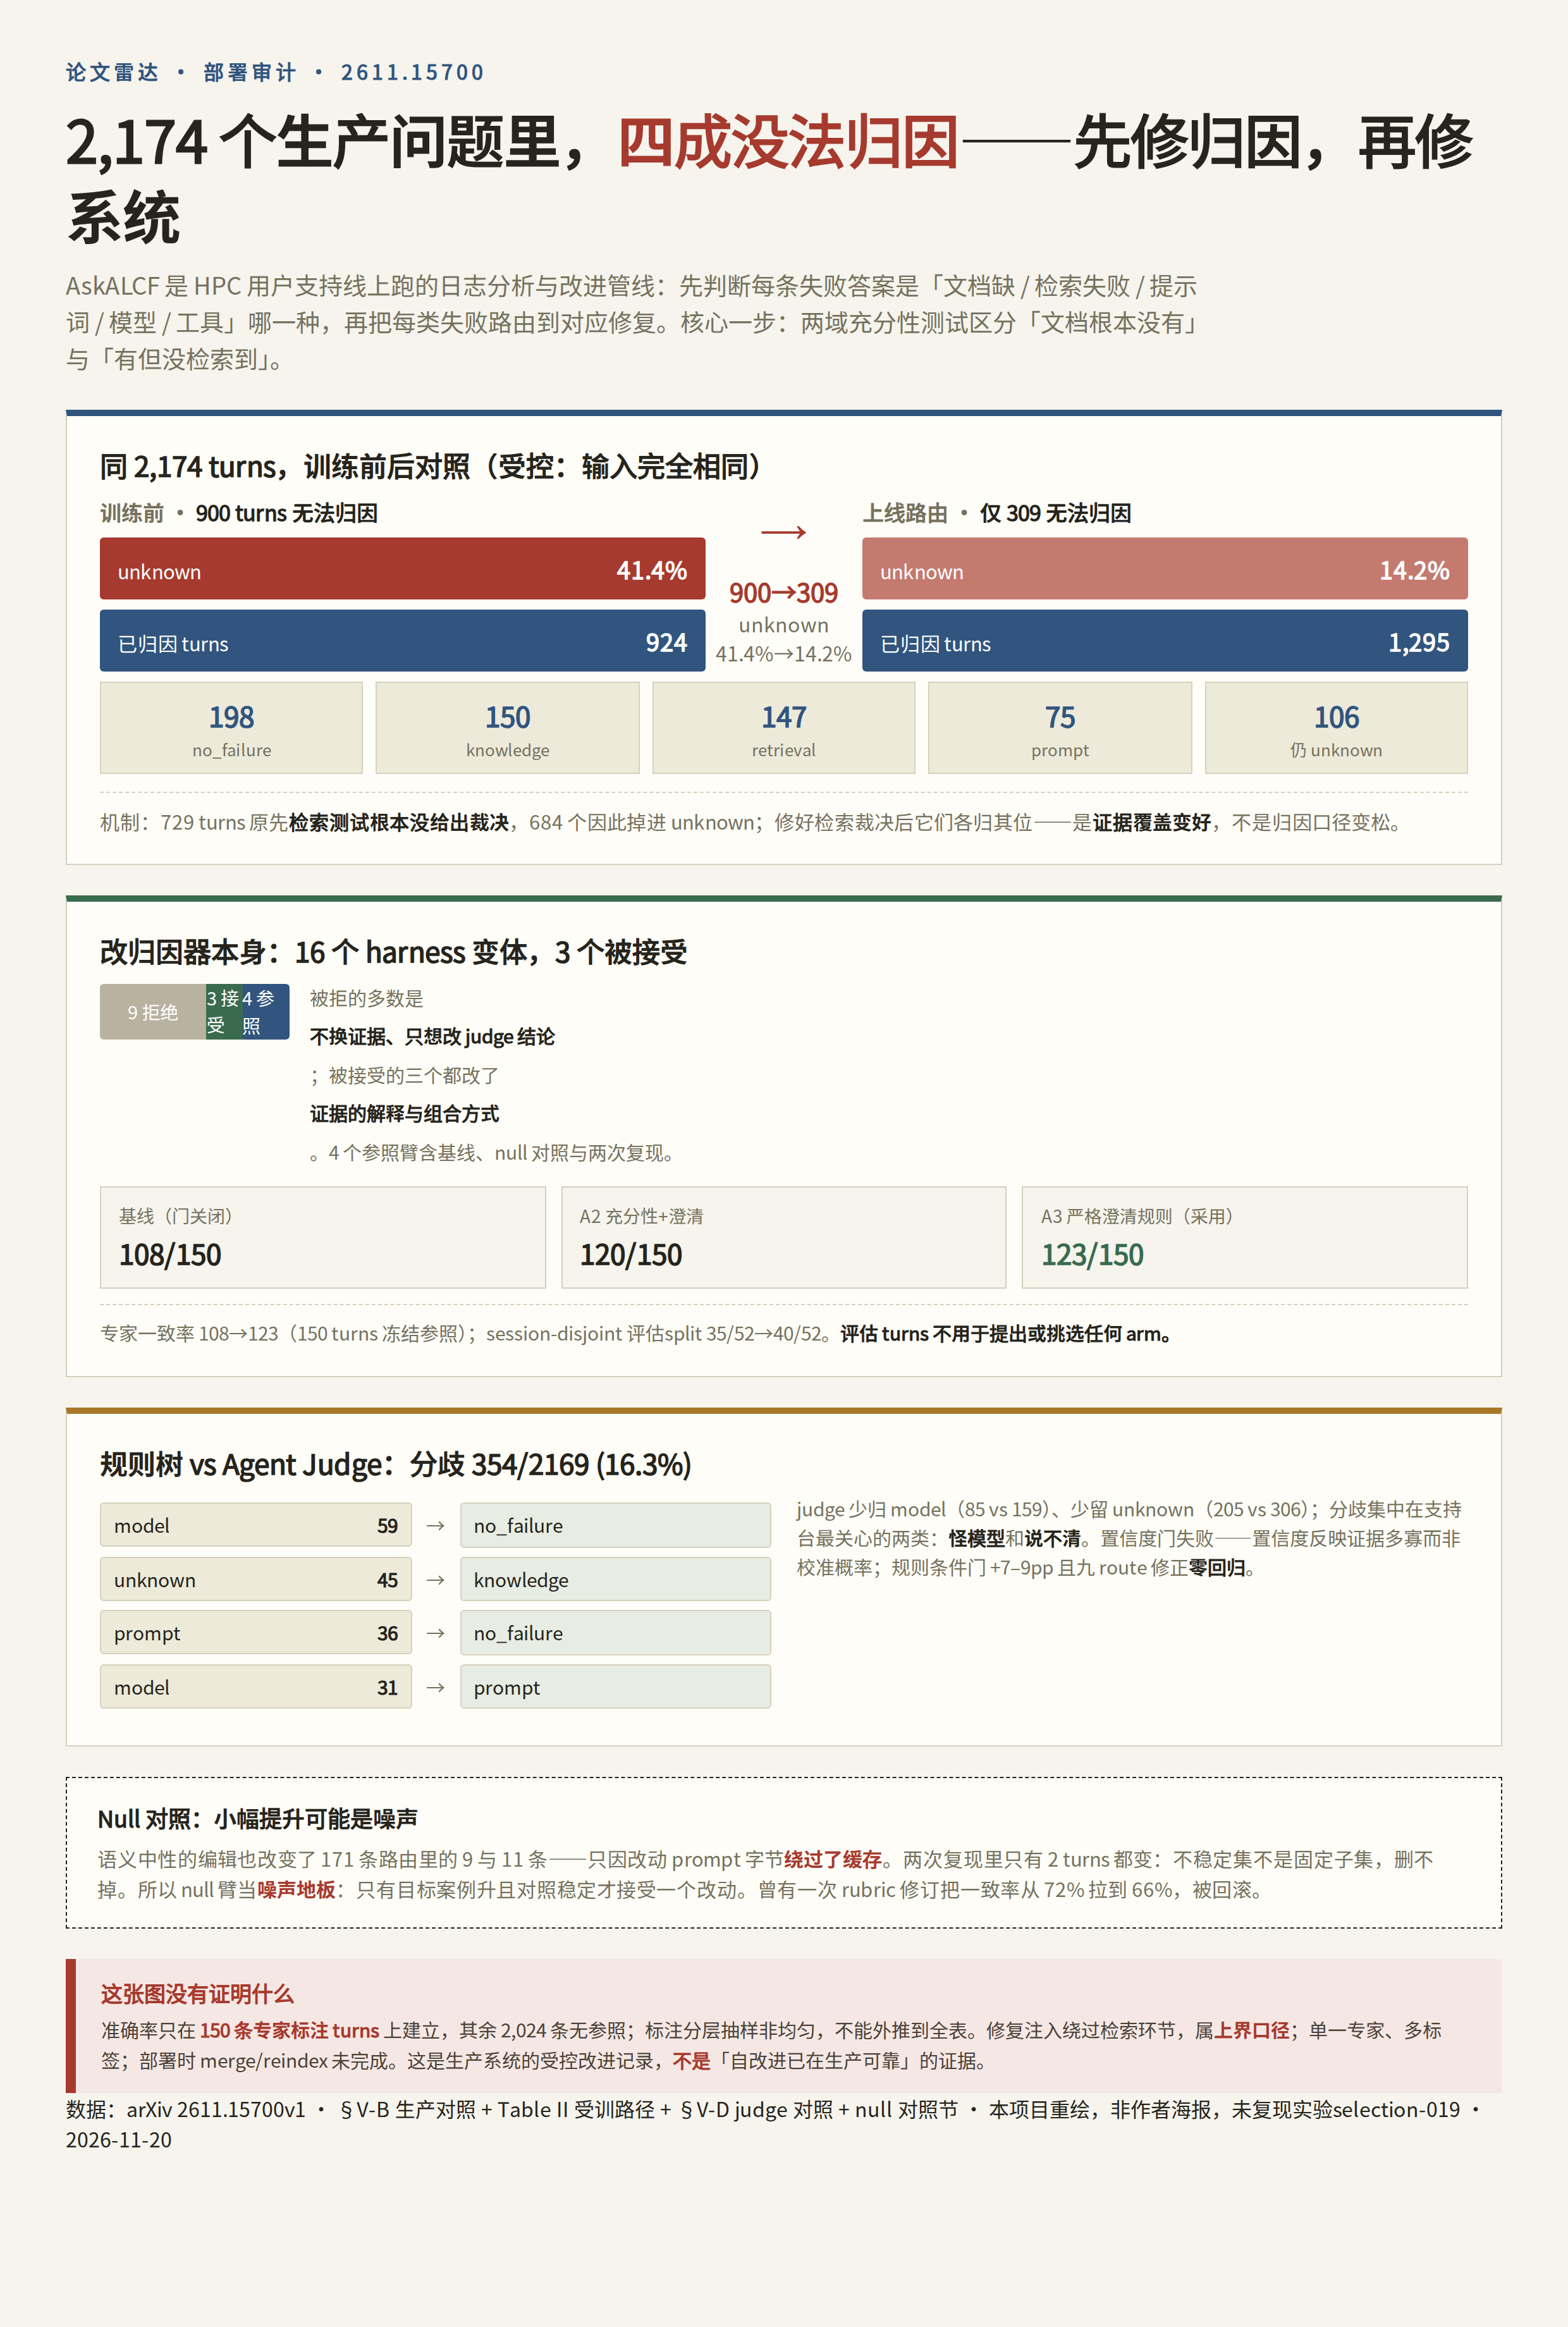 论文雷达 · 部署审计 · 2611.15700
2,174 个生产问题里，四成没法归因——先修归因，再修
系统
AskALCF 是 HPC 用户支持线上跑的日志分析与改进管线：先判断每条失败答案是「文档缺 / 检索失败 / 提示
词 / 模型 / 工具」哪一种，再把每类失败路由到对应修复。核心一步：两域充分性测试区分「文档根本没有」
与「有但没检索到」。
同 2,174 turns，训练前后对照（受控：输入完全相同）
训练前 · 900 turns 无法归因
unknown 41.4%
已归因 turns 924
→
900→309
unknown
41.4%→14.2%
上线路由 · 仅 309 无法归因
unknown 14.2%
已归因 turns 1,295
198
no_failure
150
knowledge
147
retrieval
75
prompt
106
仍 unknown
机制：729 turns 原先检索测试根本没给出裁决，684 个因此掉进 unknown；修好检索裁决后它们各归其位——是证据覆盖变好，不是归因口径变松。
改归因器本身：16 个 harness 变体，3 个被接受
9 拒绝
3 接
受
4 参
照
被拒的多数是
不换证据、只想改 judge 结论
；被接受的三个都改了
证据的解释与组合方式
。4 个参照臂含基线、null 对照与两次复现。
基线（门关闭）
108/150
A2 充分性+澄清
120/150
A3 严格澄清规则（采用）
123/150
专家一致率 108→123（150 turns 冻结参照）；session-disjoint 评估split 35/52→40/52。评估 turns 不用于提出或挑选任何 arm。
规则树 vs Agent Judge：分歧 354/2169 (16.3%)
model 59 → no_failure
unknown 45 → knowledge
prompt 36 → no_failure
model 31 → prompt
judge 少归 model（85 vs 159）、少留 unknown（205 vs 306）；分歧集中在支持
台最关心的两类：怪模型和说不清。置信度门失败——置信度反映证据多寡而非
校准概率；规则条件门 +7–9pp 且九 route 修正零回归。
Null 对照：小幅提升可能是噪声
语义中性的编辑也改变了 171 条路由里的 9 与 11 条——只因改动 prompt 字节绕过了缓存。两次复现里只有 2 turns 都变：不稳定集不是固定子集，删不
掉。所以 null 臂当噪声地板：只有目标案例升且对照稳定才接受一个改动。曾有一次 rubric 修订把一致率从 72% 拉到 66%，被回滚。
这张图没有证明什么
准确率只在 150 条专家标注 turns 上建立，其余 2,024 条无参照；标注分层抽样非均匀，不能外推到全表。修复注入绕过检索环节，属上界口径；单一专家、多标
签；部署时 merge/reindex 未完成。这是生产系统的受控改进记录，不是「自改进已在生产可靠」的证据。
数据：arXiv 2611.15700v1 · §V-B 生产对照 + Table II 受训路径 + §V-D judge 对照 + null 对照节 · 本项目重绘，非作者海报，未复现实验selection-019 ·
2026-11-20